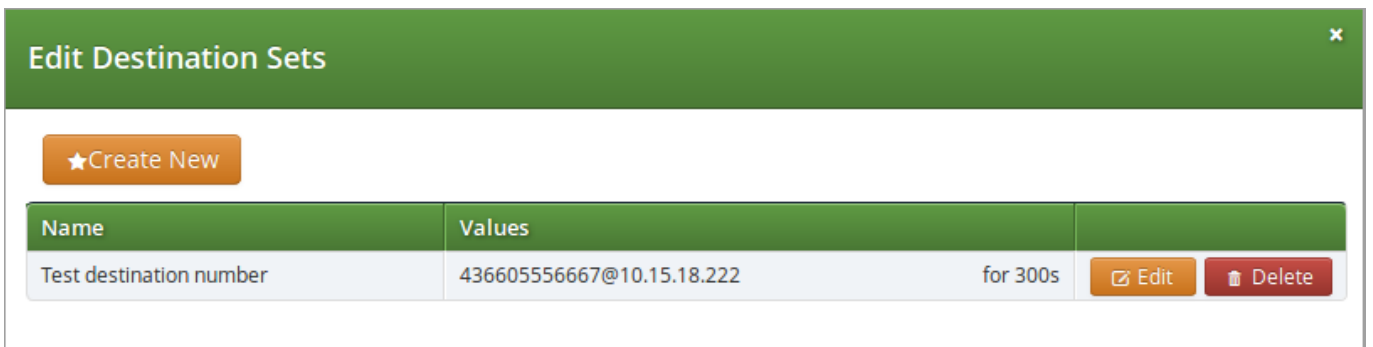 Edit Destination Sets
Create New
Name Values
Test destination number 436605556667@10.15.18.222 for 300s Edit Delete